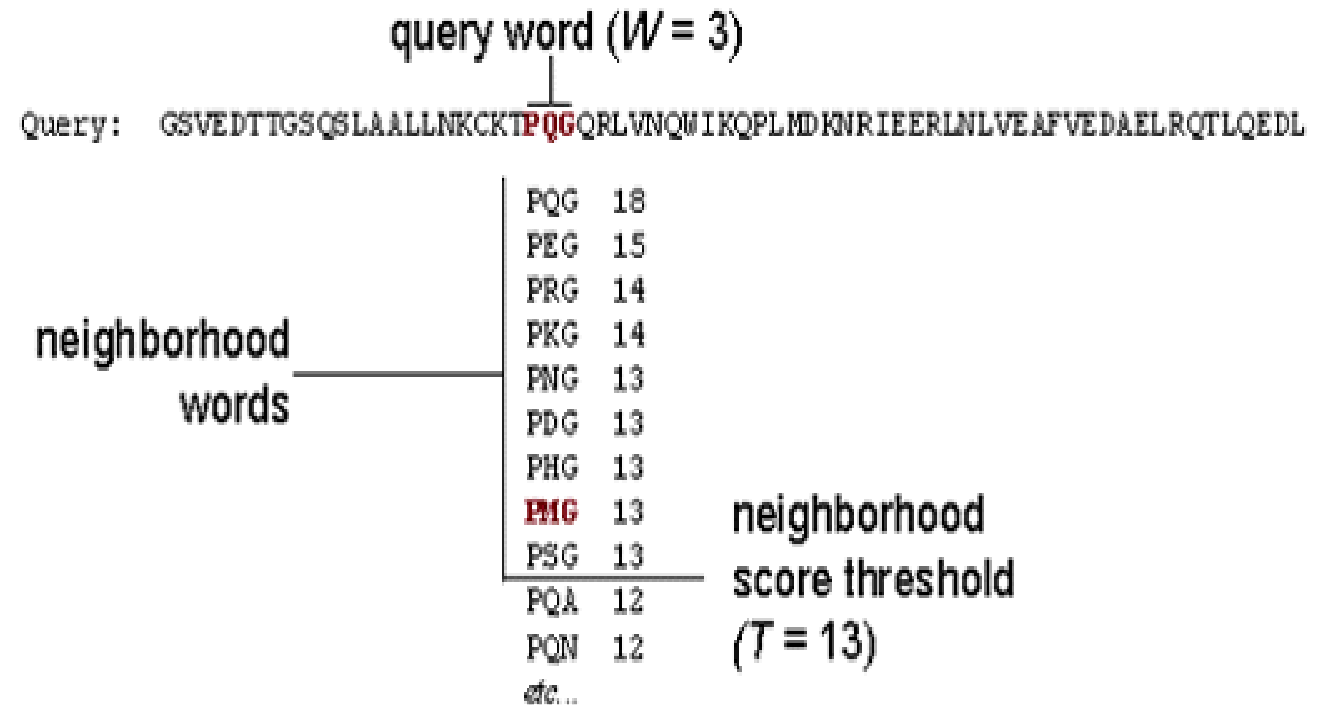 query word (W = 3)
Query: GSVEDTTGSQSLAALLNKCKTPQGQRLVNQWIKQPLMDKNRIEERLNLVEAFVEDAELRQTLQEDL
PQG 18
PEG 15
PRG 14
PKG 14
PNG 13
PDG 13
PHG 13
PMG 13
PSG 13
PQA 12
PQN 12
etc...
neighborhood
words
neighborhood
score threshold
(T = 13)